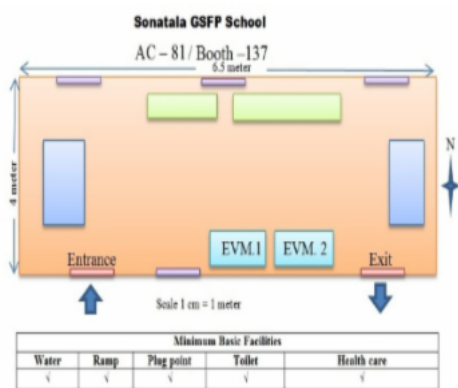 Sonatala GSFP School
AC – 81/ Booth –137
6.5 meter
4 meter
N
EVM.1 EVM. 2
Entrance Exit
Scale 1 cm = 1 meter
Minimum Basic Facilities
Water Ramp Plug point Toilet Health care
√ √ √ √ √